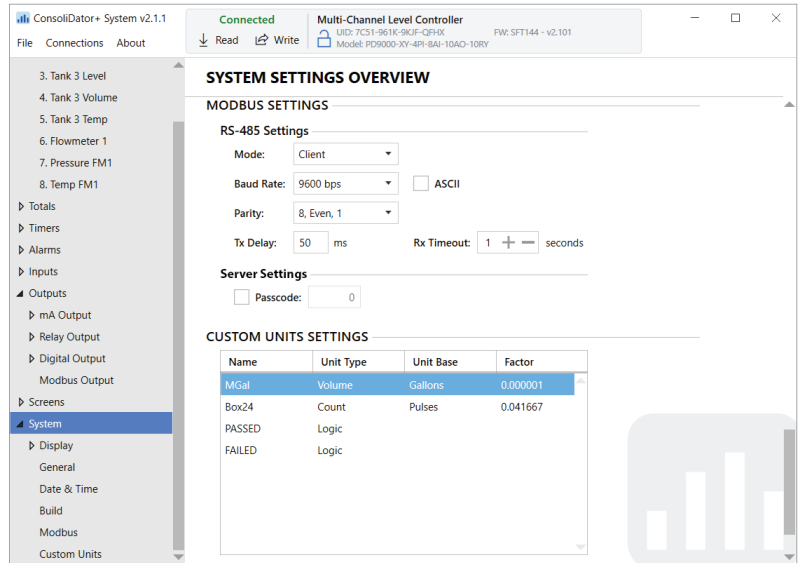 ConsoliDator+ System v2.1.1
File Connections About
Connected
Read Write
Multi-Channel Level Controller
UID: 7C51-961K-9KJF-QFHX FW: SFT144 - v2.101
Model: PD9000-XY-4PI-8AI-10AO-10RY
3. Tank 3 Level
4. Tank 3 Volume
5. Tank 3 Temp
6. Flowmeter 1
7. Pressure FM1
8. Temp FM1
Totals
Timers
Alarms
Inputs
Outputs
mA Output
Relay Output
Digital Output
Modbus Output
Screens
System
Display
General
Date & Time
Build
Modbus
Custom Units
SYSTEM SETTINGS OVERVIEW
MODBUS SETTINGS
RS-485 Settings
Mode: Client
Baud Rate: 9600 bps ASCII
Parity: 8, Even, 1
Tx Delay: 50 ms Rx Timeout: 1 seconds
Server Settings
Passcode: 0
CUSTOM UNITS SETTINGS
Name Unit Type Unit Base Factor
MGal Volume Gallons 0.000001
Box24 Count Pulses 0.041667
PASSED Logic
FAILED Logic